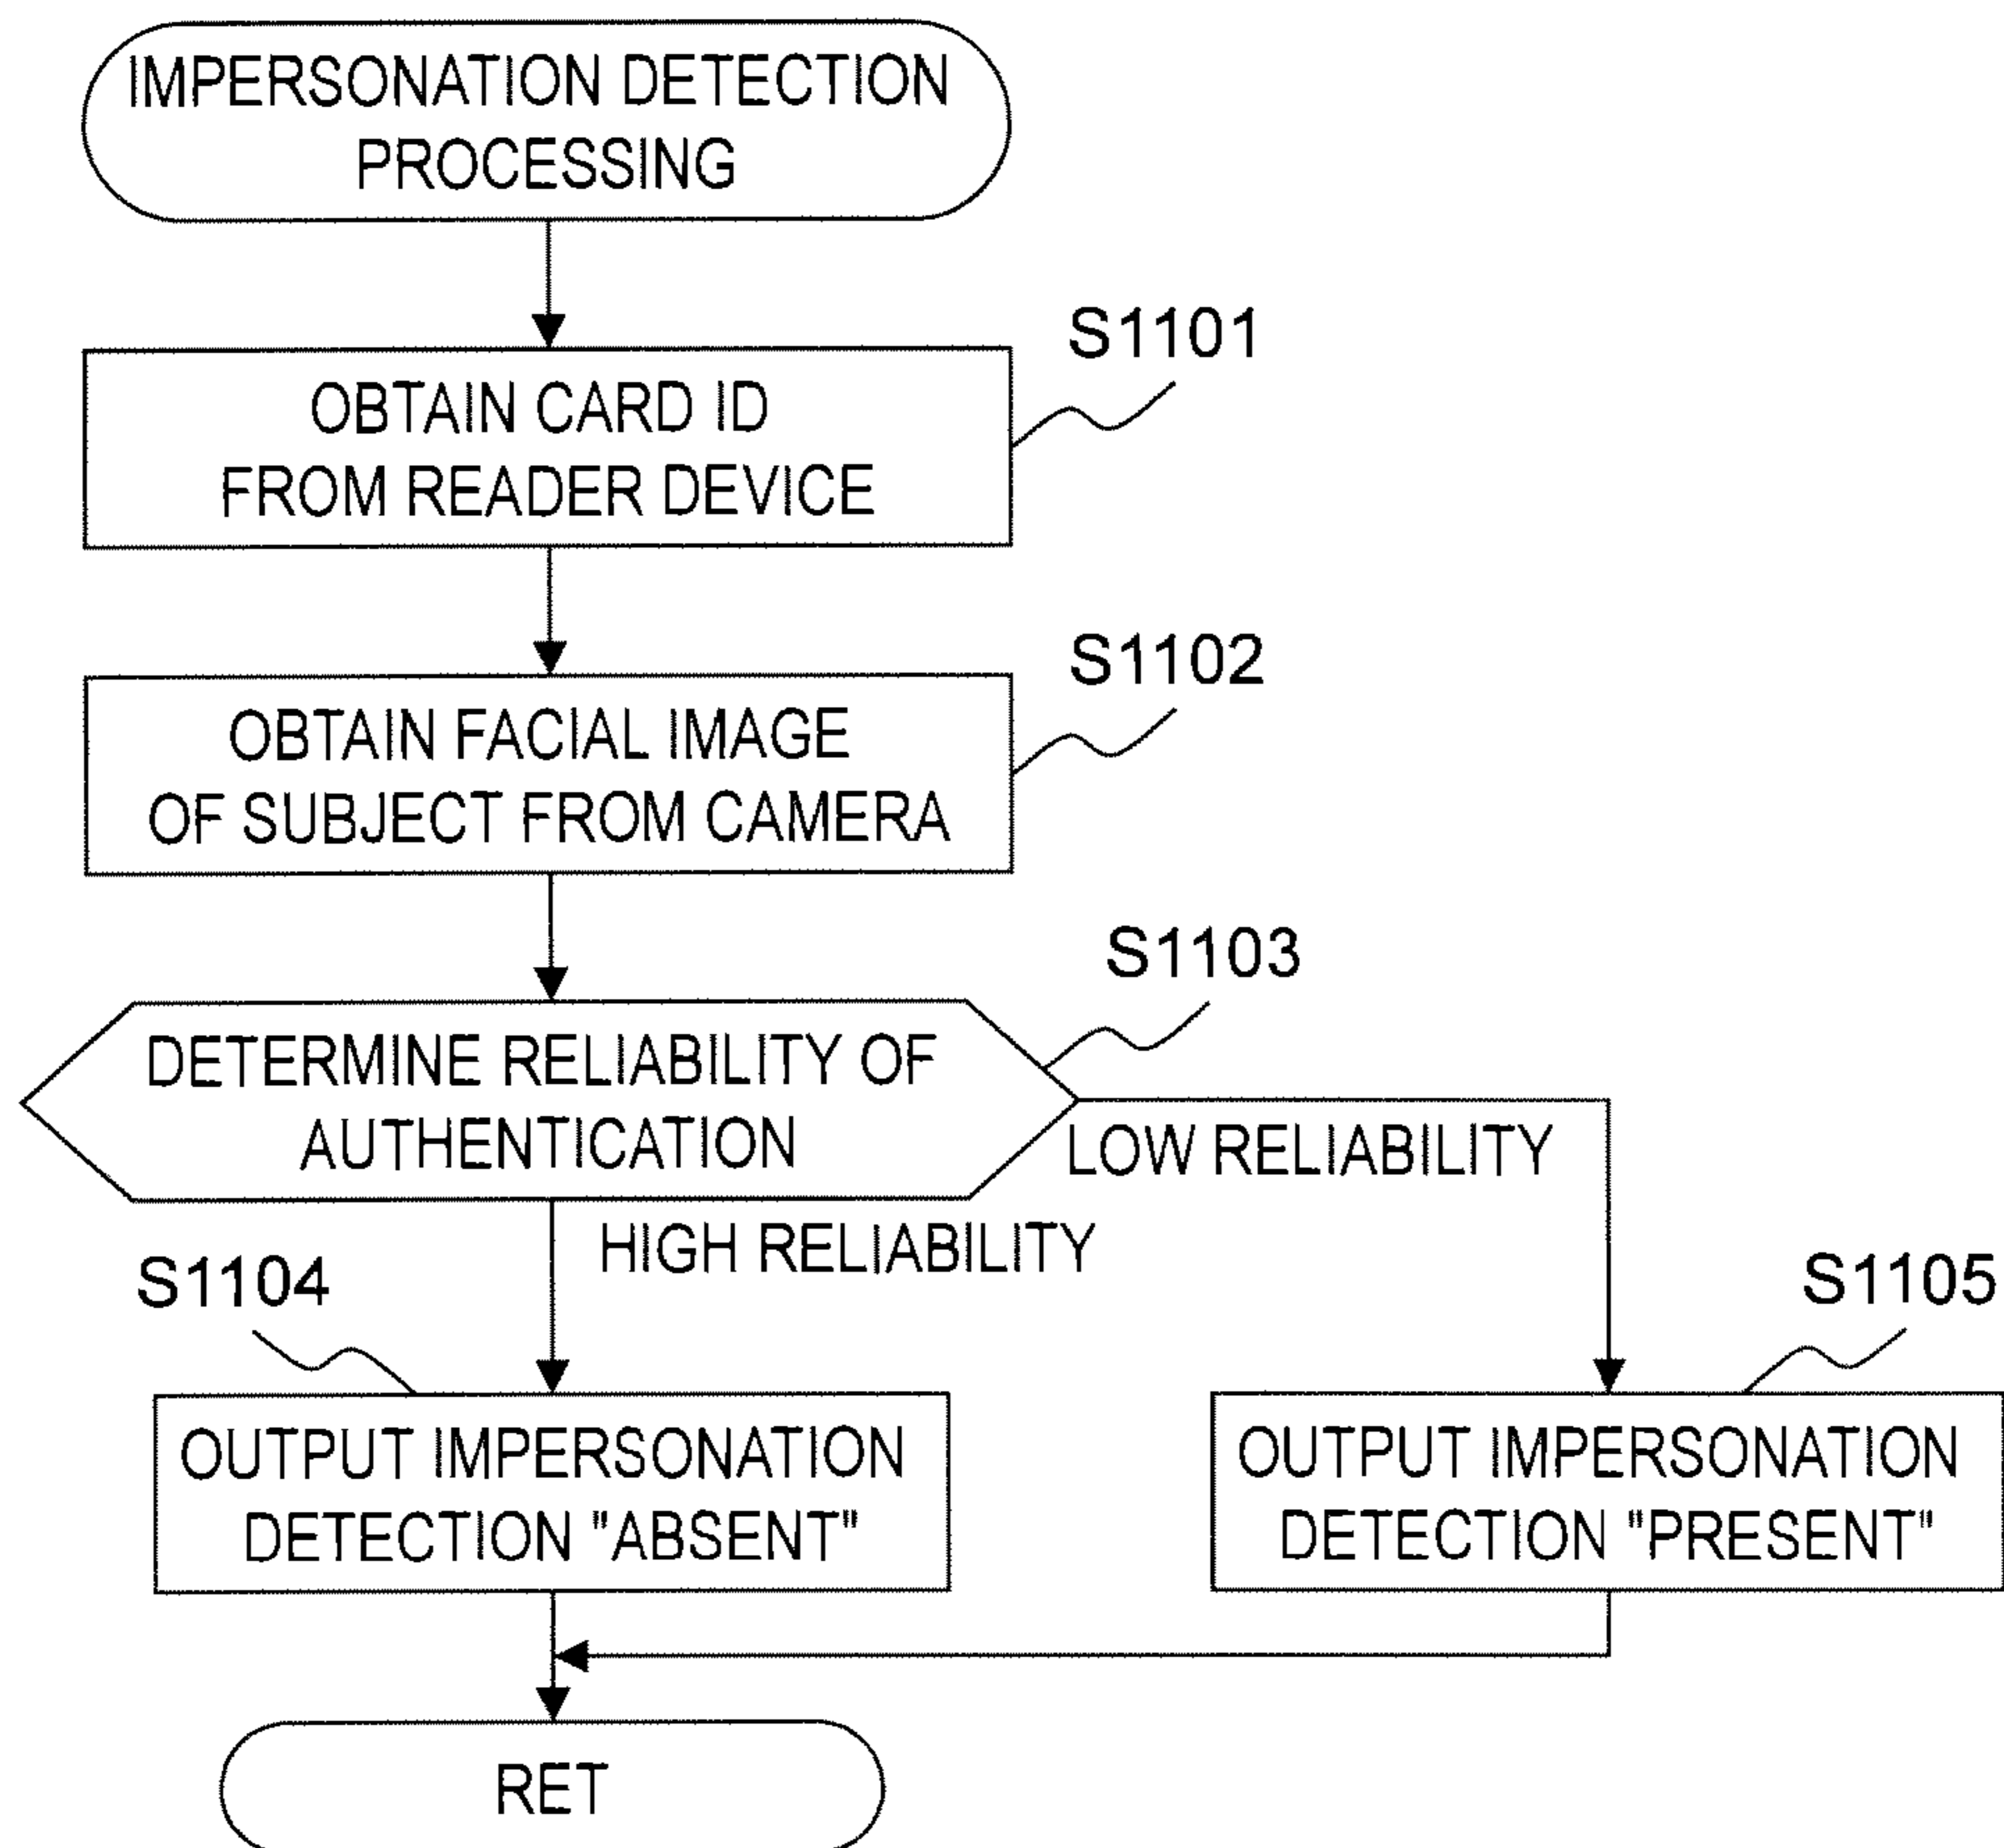 IMPERSONATION DETECTION
PROCESSING
S1101
OBTAIN CARD ID
FROM READER DEVICE
S1102
OBTAIN FACIAL IMAGE
OF SUBJECT FROM CAMERA
S1103
DETERMINE RELIABILITY OF
AUTHENTICATION
LOW RELIABILITY
HIGH RELIABILITY
S1104
S1105
OUTPUT IMPERSONATION
DETECTION "ABSENT"
OUTPUT IMPERSONATION
DETECTION "PRESENT"
RET